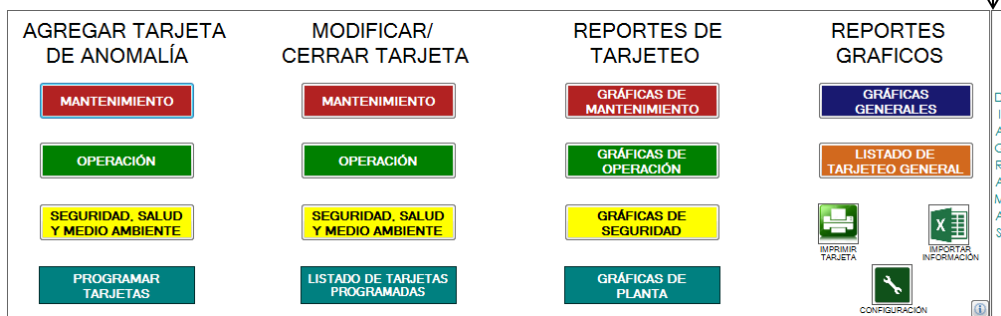 AGREGAR TARJETA
DE ANOMALÍA
MANTENIMIENTO
OPERACIÓN
SEGURIDAD, SALUD
Y MEDIO AMBIENTE
PROGRAMAR
TARJETAS
MODIFICAR/
CERRAR TARJETA
MANTENIMIENTO
OPERACIÓN
SEGURIDAD, SALUD
Y MEDIO AMBIENTE
LISTADO DE TARJETAS
PROGRAMADAS
REPORTES DE
TARJETEO
GRÁFICAS DE
MANTENIMIENTO
GRÁFICAS DE
OPERACIÓN
GRÁFICAS DE
SEGURIDAD
GRÁFICAS DE
PLANTA
REPORTES
GRAFICOS
GRÁFICAS
GENERALES
LISTADO DE
TARJETEO GENERAL
IMPRIMIR
TARJETA
IMPORTAR
INFORMACIÓN
CONFIGURACIÓN
D
I
A
G
R
A
M
A
S